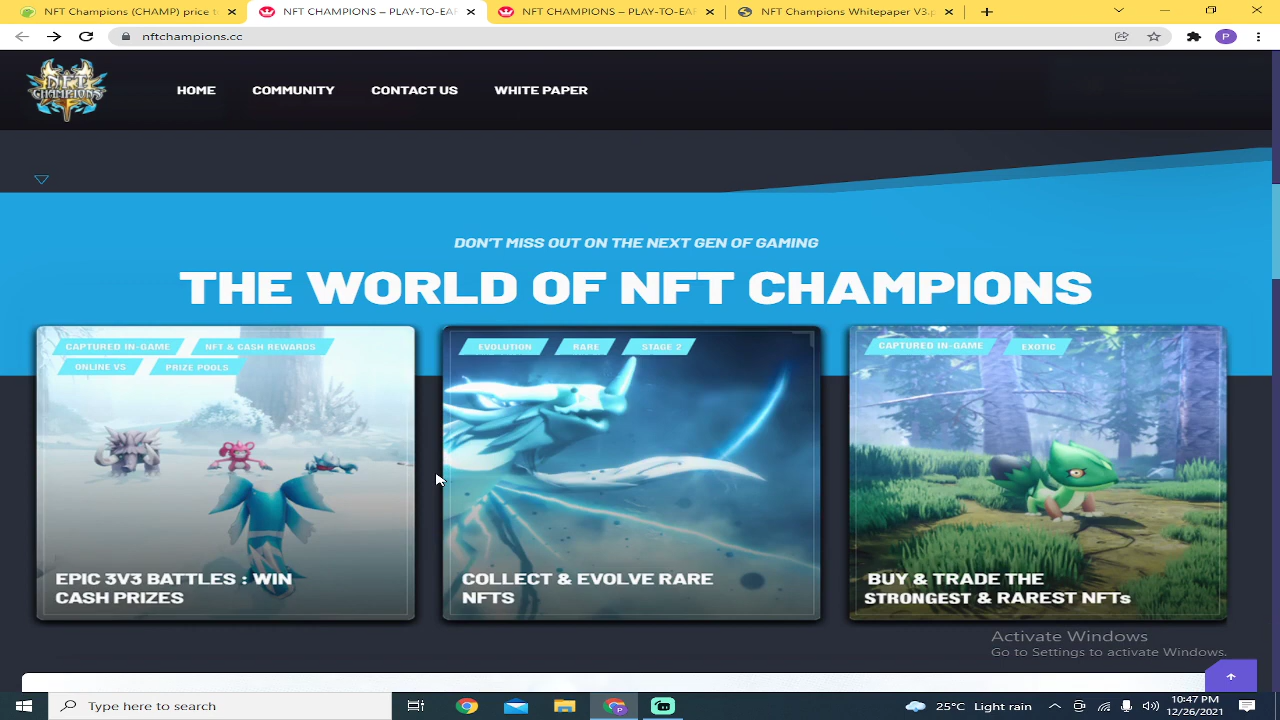 NFT Champions (CHAMP) price t
NFT CHAMPIONS – PLAY-TO-EAR
NFT CHAMPIONS – PLAY-TO-EAR
NFT Champions Whitepaper V3.p
nftchampions.cc
P
NFT
CHAMPIONS
HOME
COMMUNITY
CONTACT US
WHITE PAPER
DON'T MISS OUT ON THE NEXT GEN OF GAMING
THE WORLD OF NFT CHAMPIONS
CAPTURED IN-GAME
NFT & CASH REWARDS
ONLINE VS
PRIZE POOLS
EPIC 3V3 BATTLES : WIN
CASH PRIZES
EVOLUTION
RARE
STAGE 2
COLLECT & EVOLVE RARE
NFTS
CAPTURED IN-GAME
EXOTIC
BUY & TRADE THE
STRONGEST & RAREST NFTs
Activate Windows
Go to Settings to activate Windows.
Type here to search
P
25°C Light rain
10:47 PM
12/26/2021